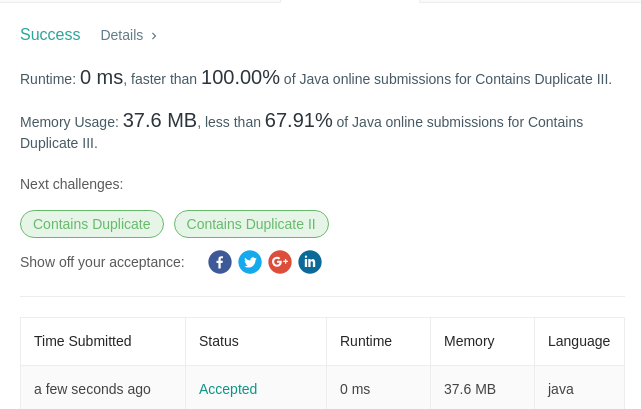 Success Details ›
Runtime: 0 ms, faster than 100.00% of Java online submissions for Contains Duplicate III.
Memory Usage: 37.6 MB, less than 67.91% of Java online submissions for Contains
Duplicate III.
Next challenges:
Contains Duplicate Contains Duplicate II
Show off your acceptance:
Time Submitted Status Runtime Memory Language
a few seconds ago Accepted 0 ms 37.6 MB java